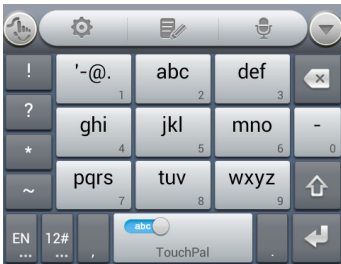 ! '-@. 1 abc 2 def 3
? ghi 4 jkl 5 mno 6 - 0
*
~ pqrs 7 tuv 8 wxyz 9
EN ... 12# ... , abc TouchPal .